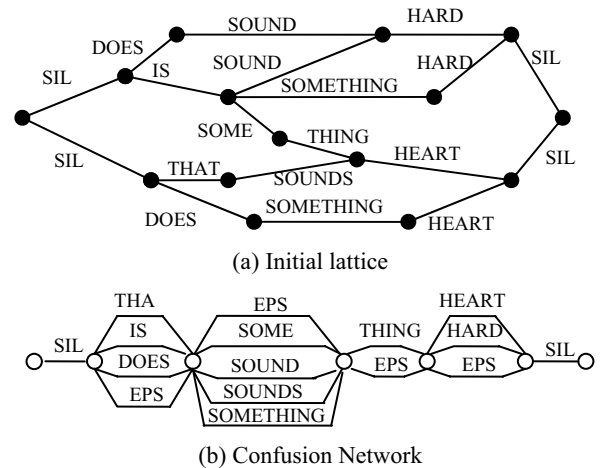 SOUND HARD
DOES SOUND HARD SIL
SIL IS SOMETHING
SOME THING
SIL THAT SOUNDS HEART SIL
DOES SOMETHING HEART
(a) Initial lattice
THA EPS HEART
SIL IS SOME THING HARD SIL
DOES SOUND EPS EPS
EPS SOUNDS
SOMETHING
(b) Confusion Network